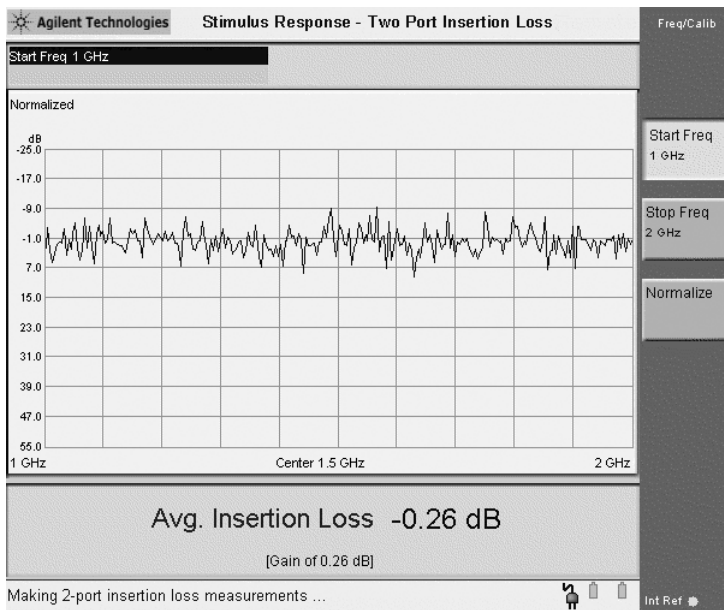 Agilent Technologies
Stimulus Response - Two Port Insertion Loss
Freq/Calib
Start Freq 1 GHz
Normalized
dB
-25.0
-17.0
-9.0
-1.0
7.0
15.0
23.0
31.0
39.0
47.0
55.0
1 GHz
Center 1.5 GHz
2 GHz
Start Freq
1 GHz
Stop Freq
2 GHz
Normalize
Avg. Insertion Loss -0.26 dB
[Gain of 0.26 dB]
Making 2-port insertion loss measurements ...
Int Ref